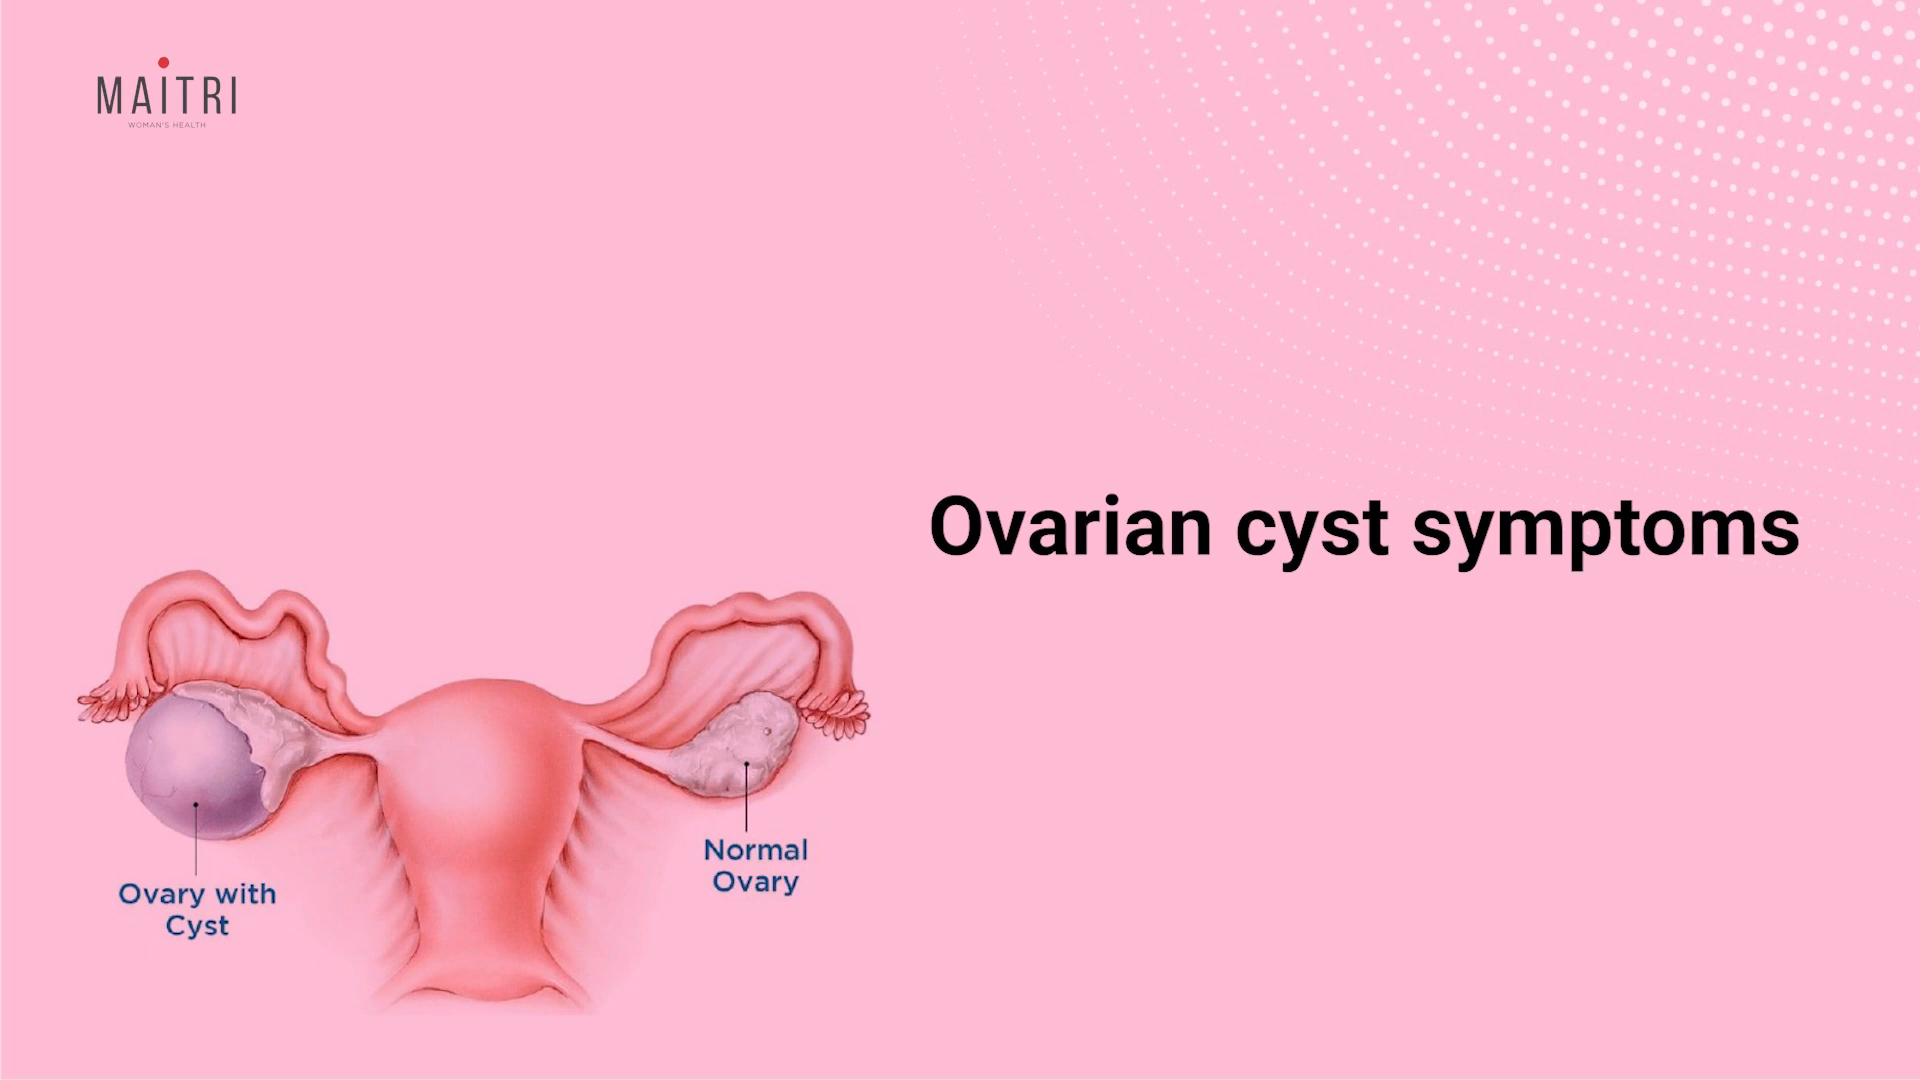 MAITRI
WOMAN'S HEALTH
Ovarian cyst symptoms
Normal
Ovary
Ovary with
Cyst